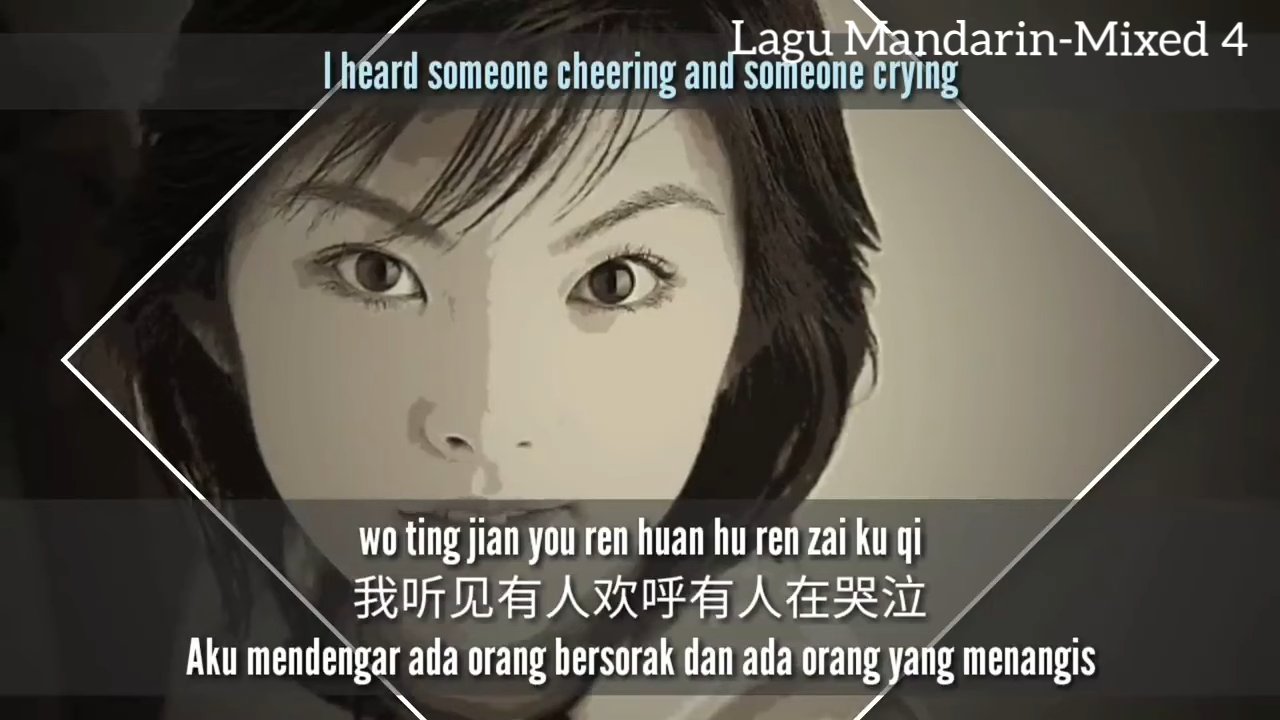 Lagu Mandarin-Mixed 4
I heard someone cheering and someone crying
wo ting jian you ren huan hu ren zai ku qi
我听见有人欢呼有人在哭泣
Aku mendengar ada orang bersorak dan ada orang yang menangis